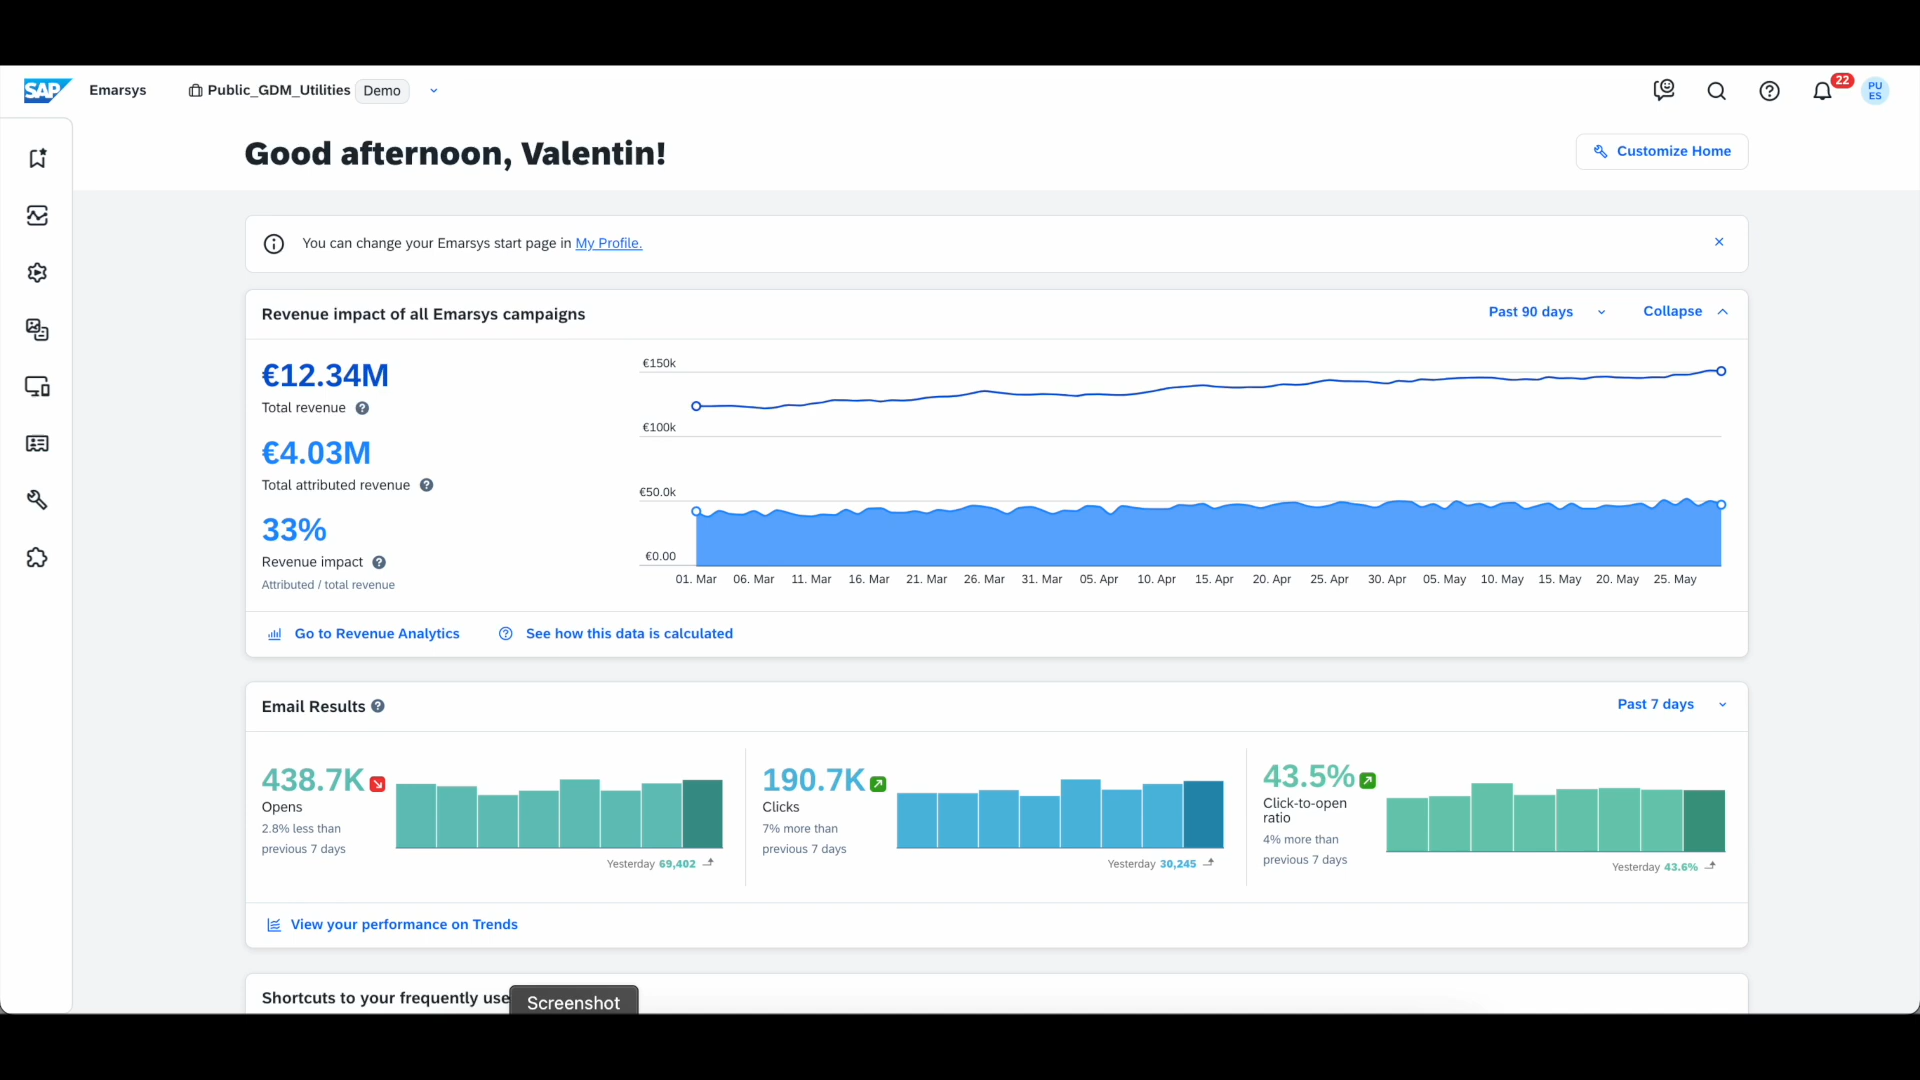 SAP Emarsys Public_GDM_Utilities Demo 22 PU ES
Good afternoon, Valentin!
Customize Home
You can change your Emarsys start page in My Profile.
Revenue impact of all Emarsys campaigns
Past 90 days
Collapse
€12.34M
Total revenue
€4.03M
Total attributed revenue
33%
Revenue impact
Attributed / total revenue
€150k
€100k
€50.0k
€0.00
01. Mar 06. Mar 11. Mar 16. Mar 21. Mar 26. Mar 31. Mar 05. Apr 10. Apr 15. Apr 20. Apr 25. Apr 30. Apr 05. May 10. May 15. May 20. May 25. May
Go to Revenue Analytics
See how this data is calculated
Email Results
Past 7 days
438.7K
Opens
2.8% less than
previous 7 days
Yesterday 69,402
190.7K
Clicks
7% more than
previous 7 days
Yesterday 30,245
43.5%
Click-to-open
ratio
4% more than
previous 7 days
Yesterday 43.6%
View your performance on Trends
Shortcuts to your frequently use
Screenshot